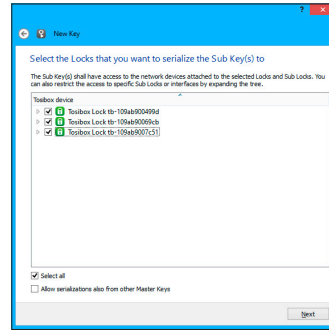 ?
New Key
Select the Locks that you want to serialize the Sub Key(s) to
The Sub Key(s) shall have access to the network devices attached to the selected Locks and Sub Locks. You
can also restrict the access to specific Sub Locks or interfaces by expanding the tree.
Tosibox device
Tosibox Lock tb-109ab900499d
Tosibox Lock tb-109ab90069cb
Tosibox Lock tb-109ab9007c51
Select all
Allow serializations also from other Master Keys
Next